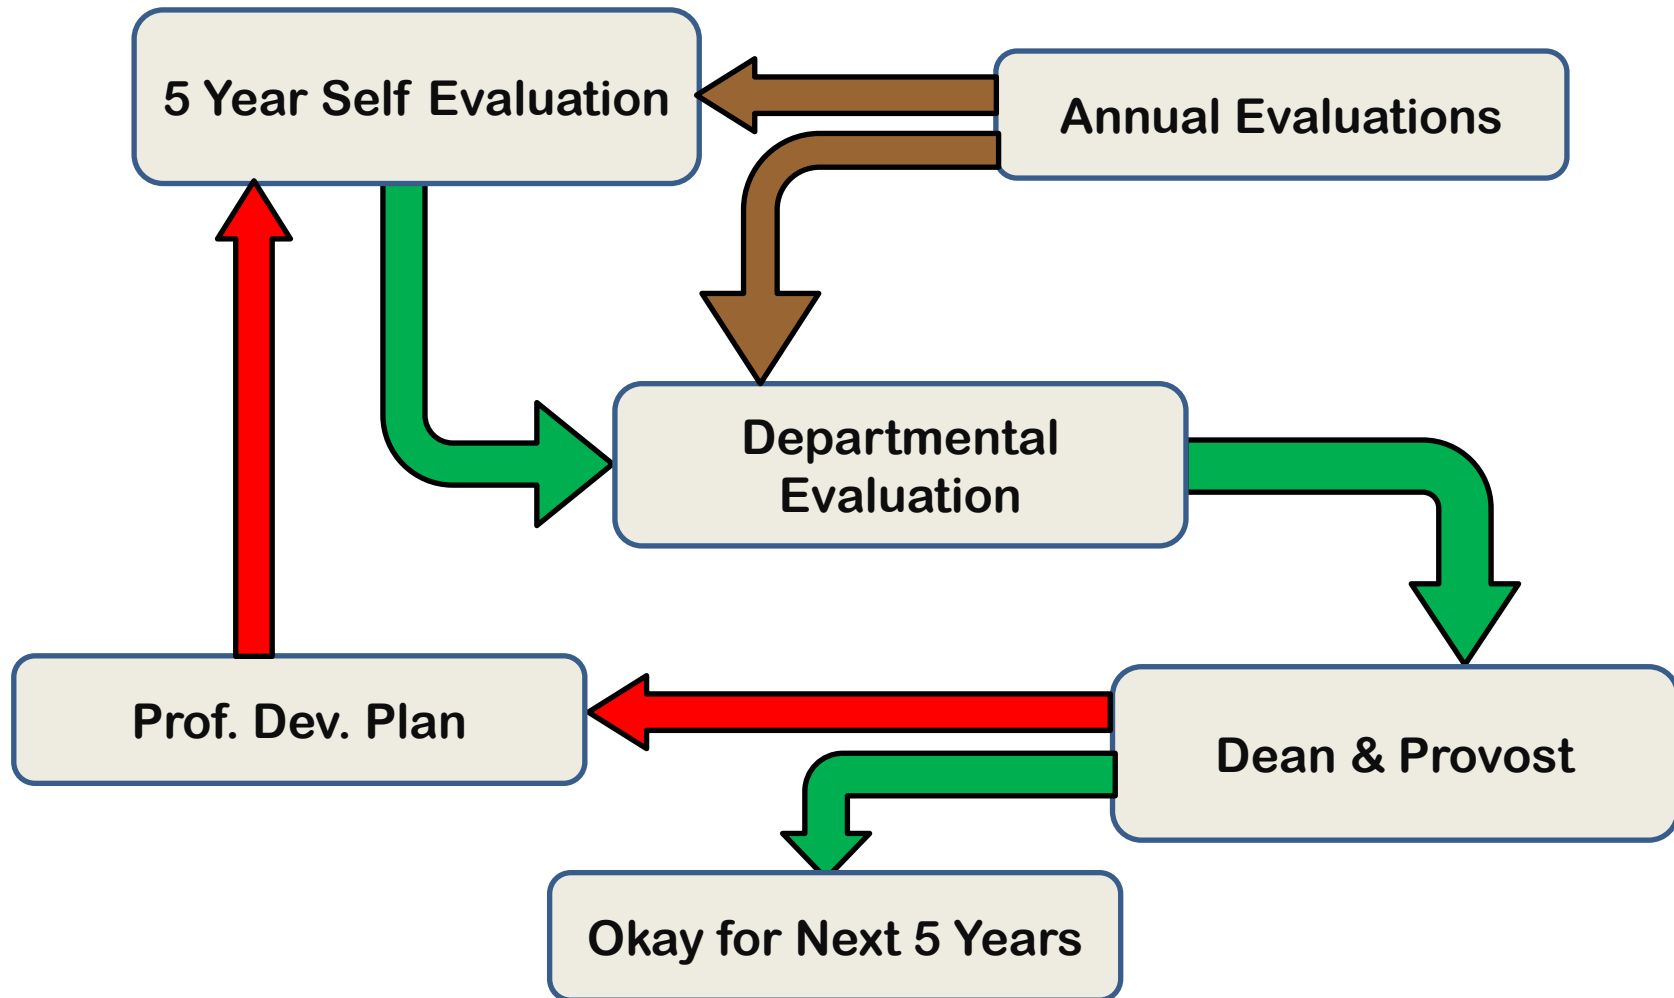 5 Year Self Evaluation
Annual Evaluations
Departmental
Evaluation
Prof. Dev. Plan
Dean & Provost
Okay for Next 5 Years